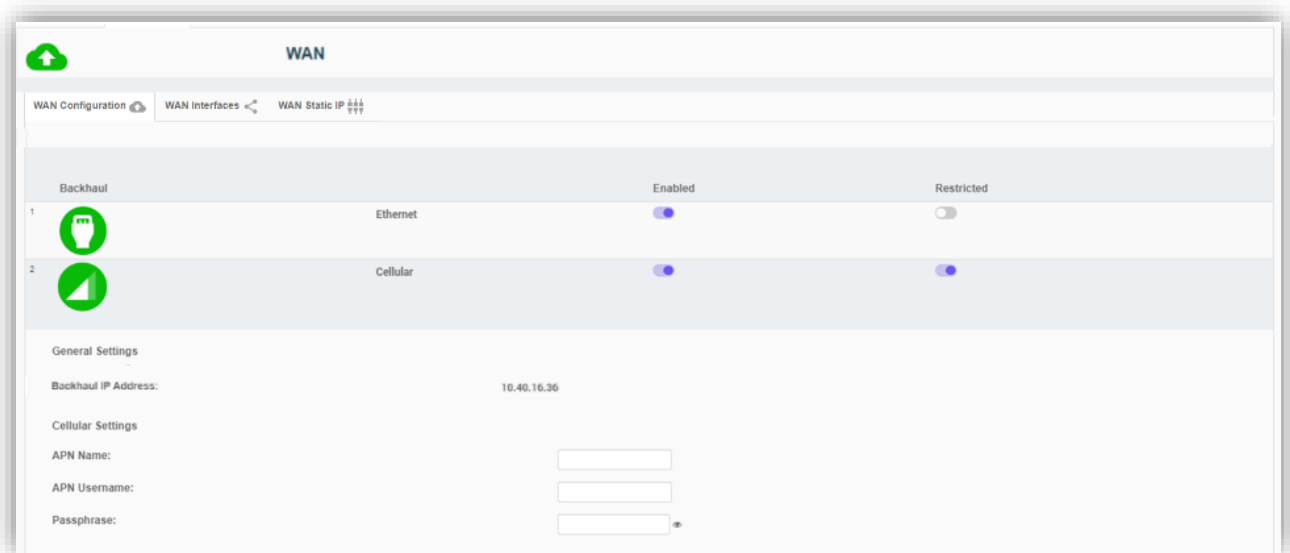 WAN
WAN Configuration WAN Interfaces WAN Static IP
Backhaul Enabled Restricted
1 Ethernet
2 Cellular
General Settings
Backhaul IP Address: 10.40.16.36
Cellular Settings
APN Name:
APN Username:
Passphrase: